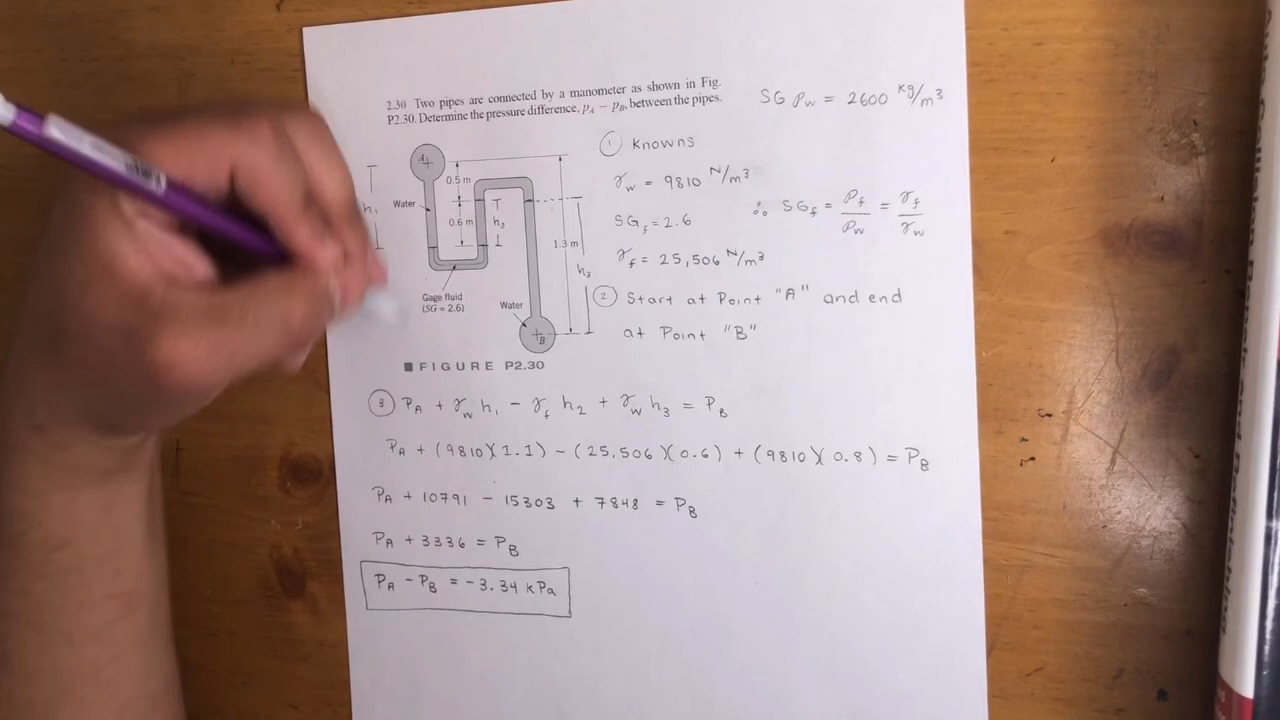 2.30 Two pipes are connected by a manometer as shown in Fig.
P2.30. Determine the pressure difference, pA − pB, between the pipes.
SG ρw = 2600 kg/m³
① Knowns
γw = 9810 N/m³
SGf = 2.6
γf = 25,506 N/m³
∴ SGf = ρf/ρw = γf/γw
② Start at Point "A" and end
at Point "B"
A
0.5 m
Water
h1
0.6 m
h2
1.3 m
h3
Gage fluid
(SG = 2.6)
Water
B
■ FIGURE P2.30
③ PA + γw h1 − γf h2 + γw h3 = PB
PA + (9810)(1.1) − (25,506)(0.6) + (9810)(0.8) = PB
PA + 10791 − 15303 + 7848 = PB
PA + 3336 = PB
PA − PB = −3.34 kPa